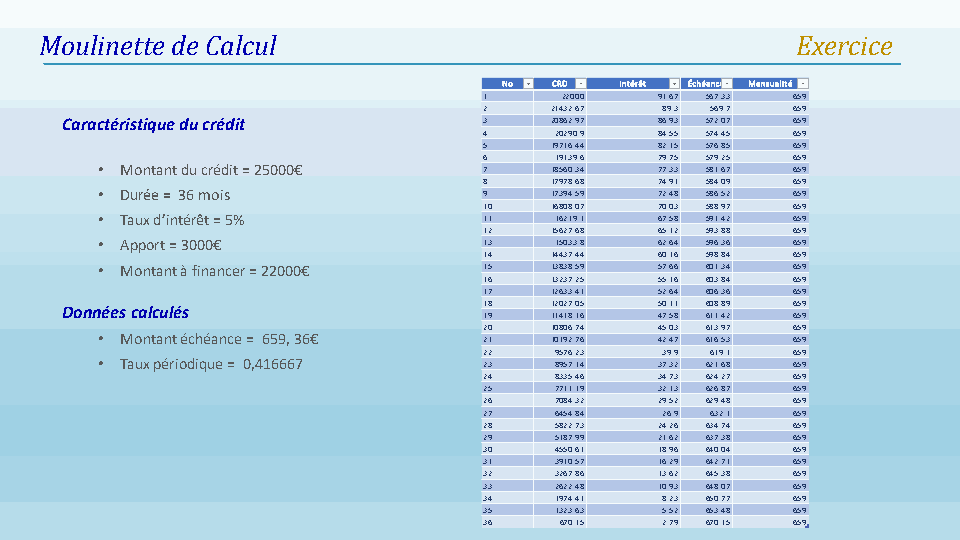 Moulinette de Calcul
Exercice
Caractéristique du crédit
• Montant du crédit = 25000€
• Durée = 36 mois
• Taux d'intérêt = 5%
• Apport = 3000€
• Montant à financer = 22000€
Données calculés
• Montant échéance = 659, 36€
• Taux périodique = 0,416667
No CRD Intérêt Échéanc Mensualité
1 22000 91.67 567.33 659
2 21432.67 89.3 569.7 659
3 20862.97 86.93 572.07 659
4 20290.9 84.55 574.45 659
5 19716.44 82.15 576.85 659
6 19139.6 79.75 579.25 659
7 18560.34 77.33 581.67 659
8 17978.68 74.91 584.09 659
9 17394.59 72.48 586.52 659
10 16808.07 70.03 588.97 659
11 16219.1 67.58 591.42 659
12 15627.68 65.12 593.88 659
13 15033.8 62.64 596.36 659
14 14437.44 60.16 598.84 659
15 13838.59 57.66 601.34 659
16 13237.25 55.16 603.84 659
17 12633.41 52.64 606.36 659
18 12027.05 50.11 608.89 659
19 11418.16 47.58 611.42 659
20 10806.74 45.03 613.97 659
21 10192.76 42.47 616.53 659
22 9576.23 39.9 619.1 659
23 8957.14 37.32 621.68 659
24 8335.46 34.73 624.27 659
25 7711.19 32.13 626.87 659
26 7084.32 29.52 629.48 659
27 6454.84 26.9 632.1 659
28 5822.73 24.26 634.74 659
29 5187.99 21.62 637.38 659
30 4550.61 18.96 640.04 659
31 3910.57 16.29 642.71 659
32 3267.86 13.62 645.38 659
33 2622.48 10.93 648.07 659
34 1974.41 8.23 650.77 659
35 1323.63 5.52 653.48 659
36 670.15 2.79 670.15 659